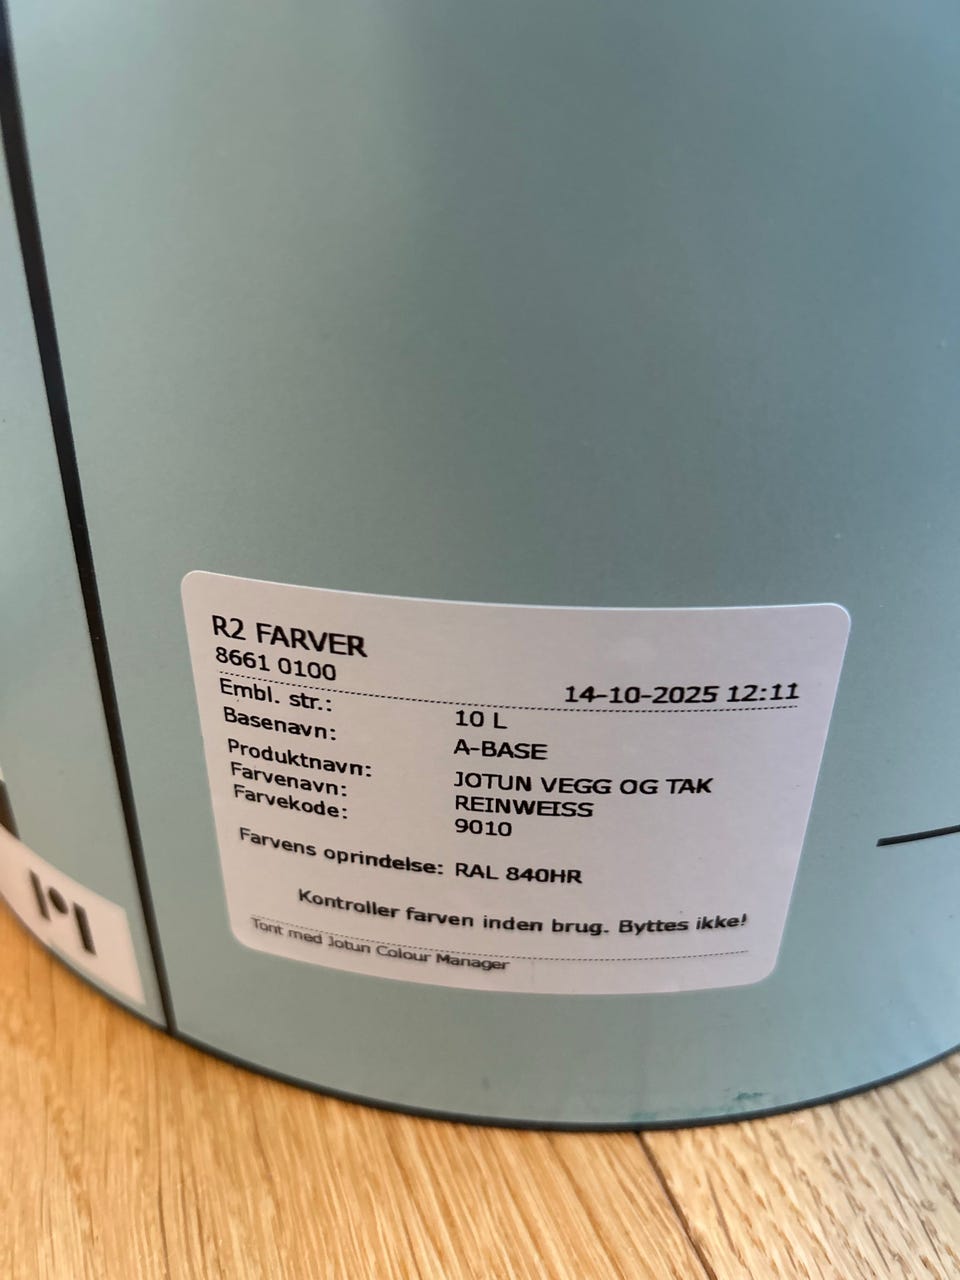 R2 FARVER
8661 0100
14-10-2025 12:11
Embl. str.: 10 L
Basenavn: A-BASE
Produktnavn: JOTUN VEGG OG TAK
Farvenavn: REINWEISS
Farvekode: 9010
Farvens oprindelse: RAL 840HR
Kontroller farven inden brug. Byttes ikke!
Tont med Jotun Colour Manager